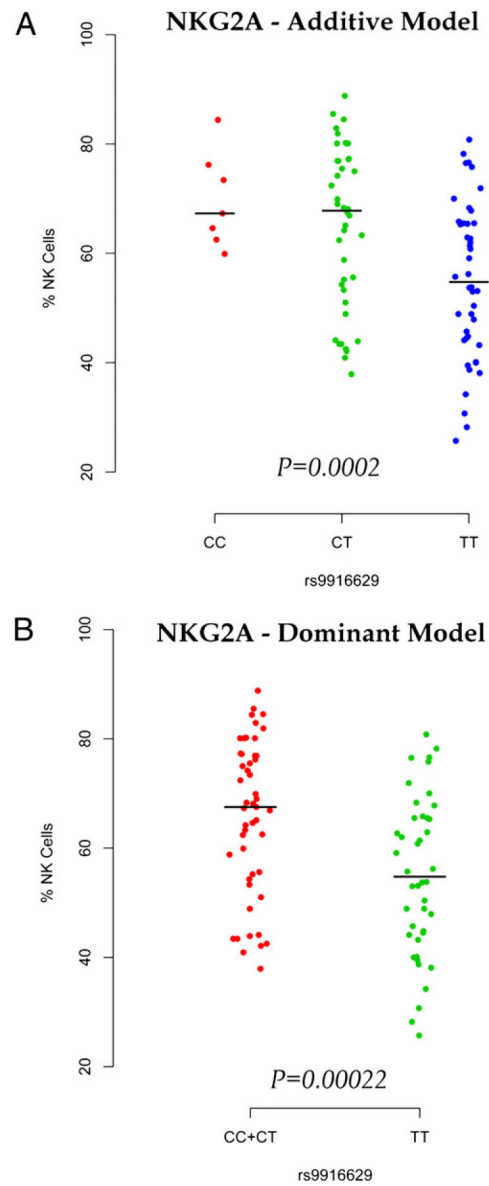 A
NKG2A - Additive Model
100
80
60
40
20
% NK Cells
P=0.0002
CC CT TT
rs9916629
B
NKG2A - Dominant Model
100
80
60
40
20
% NK Cells
P=0.00022
CC+CT TT
rs9916629